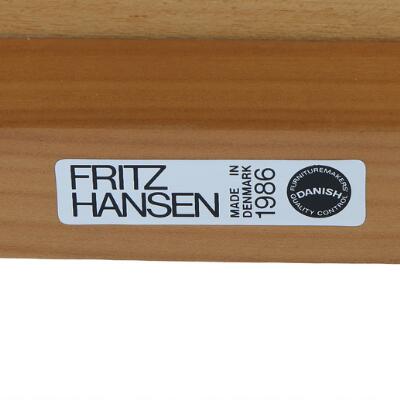 FRITZ
HANSEN
MADE IN
DENMARK
1986
FURNITUREMAKERS
DANISH
QUALITY CONTROL